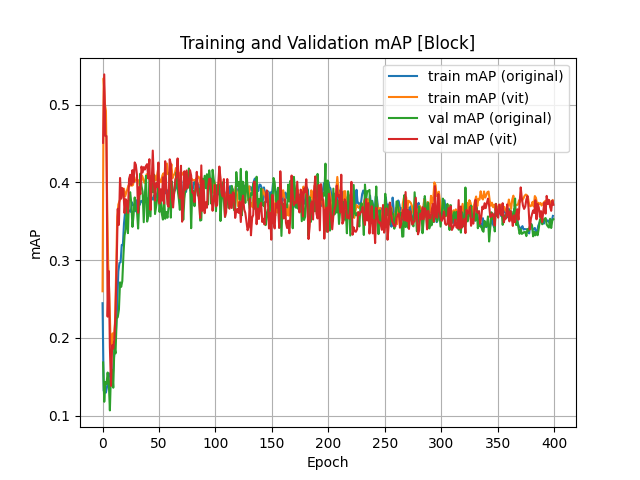 Training and Validation mAP [Block]
train mAP (original)
train mAP (vit)
val mAP (original)
val mAP (vit)
mAP
0.5
0.4
0.3
0.2
0.1
0 50 100 150 200 250 300 350 400
Epoch